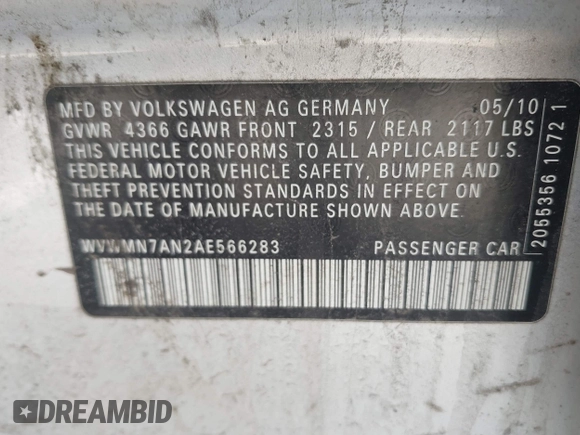 MFD BY VOLKSWAGEN AG GERMANY 05/10
GVWR 4366 GAWR FRONT 2315 / REAR 2117 LBS
THIS VEHICLE CONFORMS TO ALL APPLICABLE U.S.
FEDERAL MOTOR VEHICLE SAFETY, BUMPER AND
THEFT PREVENTION STANDARDS IN EFFECT ON
THE DATE OF MANUFACTURE SHOWN ABOVE.
WVWMN7AN2AE566283 PASSENGER CAR
2055356 10721
DREAMBID